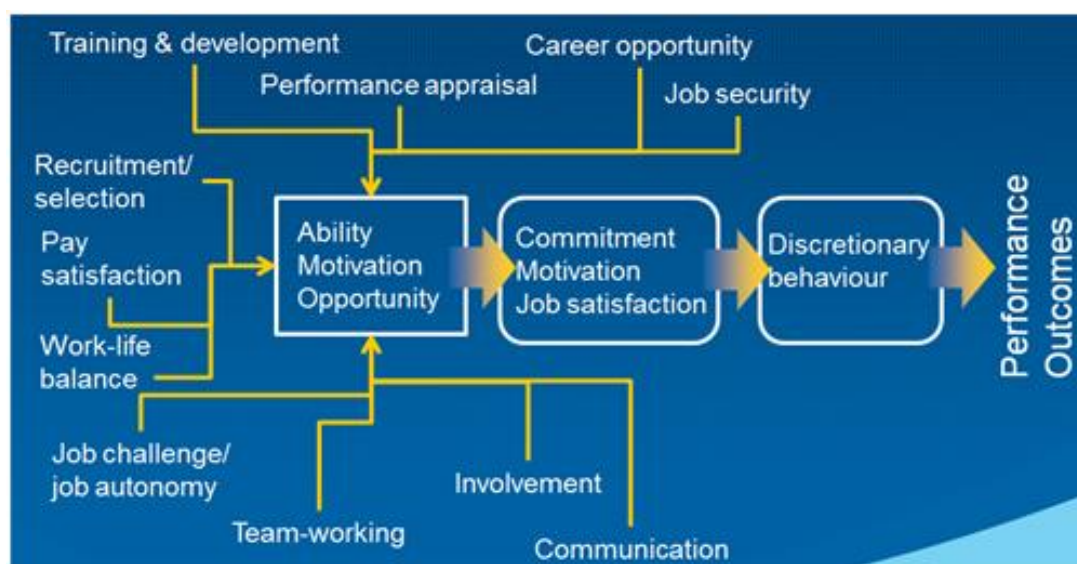 Training & development
Career opportunity
Performance appraisal
Job security
Recruitment/
selection
Pay
satisfaction
Work-life
balance
Ability
Motivation
Opportunity
Commitment
Motivation
Job satisfaction
Discretionary
behaviour
Performance
Outcomes
Job challenge/
job autonomy
Team-working
Involvement
Communication